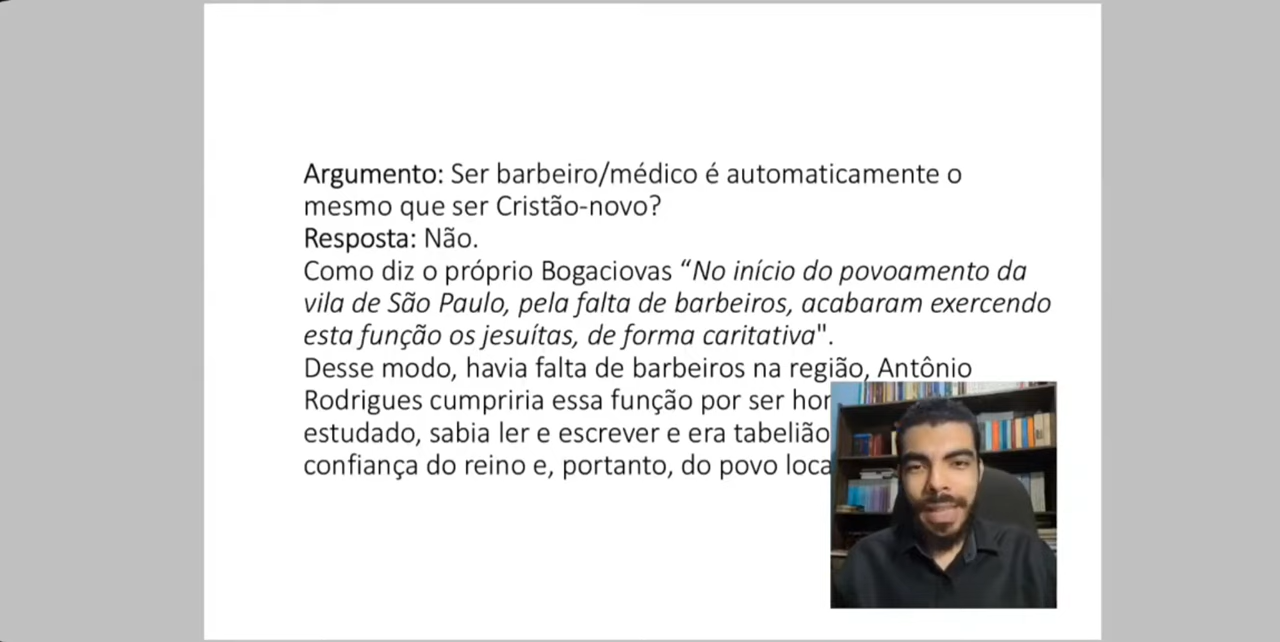 Argumento: Ser barbeiro/médico é automaticamente o
mesmo que ser Cristão-novo?
Resposta: Não.
Como diz o próprio Bogaciovas “No início do povoamento da
vila de São Paulo, pela falta de barbeiros, acabaram exercendo
esta função os jesuítas, de forma caritativa".
Desse modo, havia falta de barbeiros na região, Antônio
Rodrigues cumpriria essa função por ser
estudado, sabia ler e escrever e era tabelião
confiança do reino e, portanto, do povo